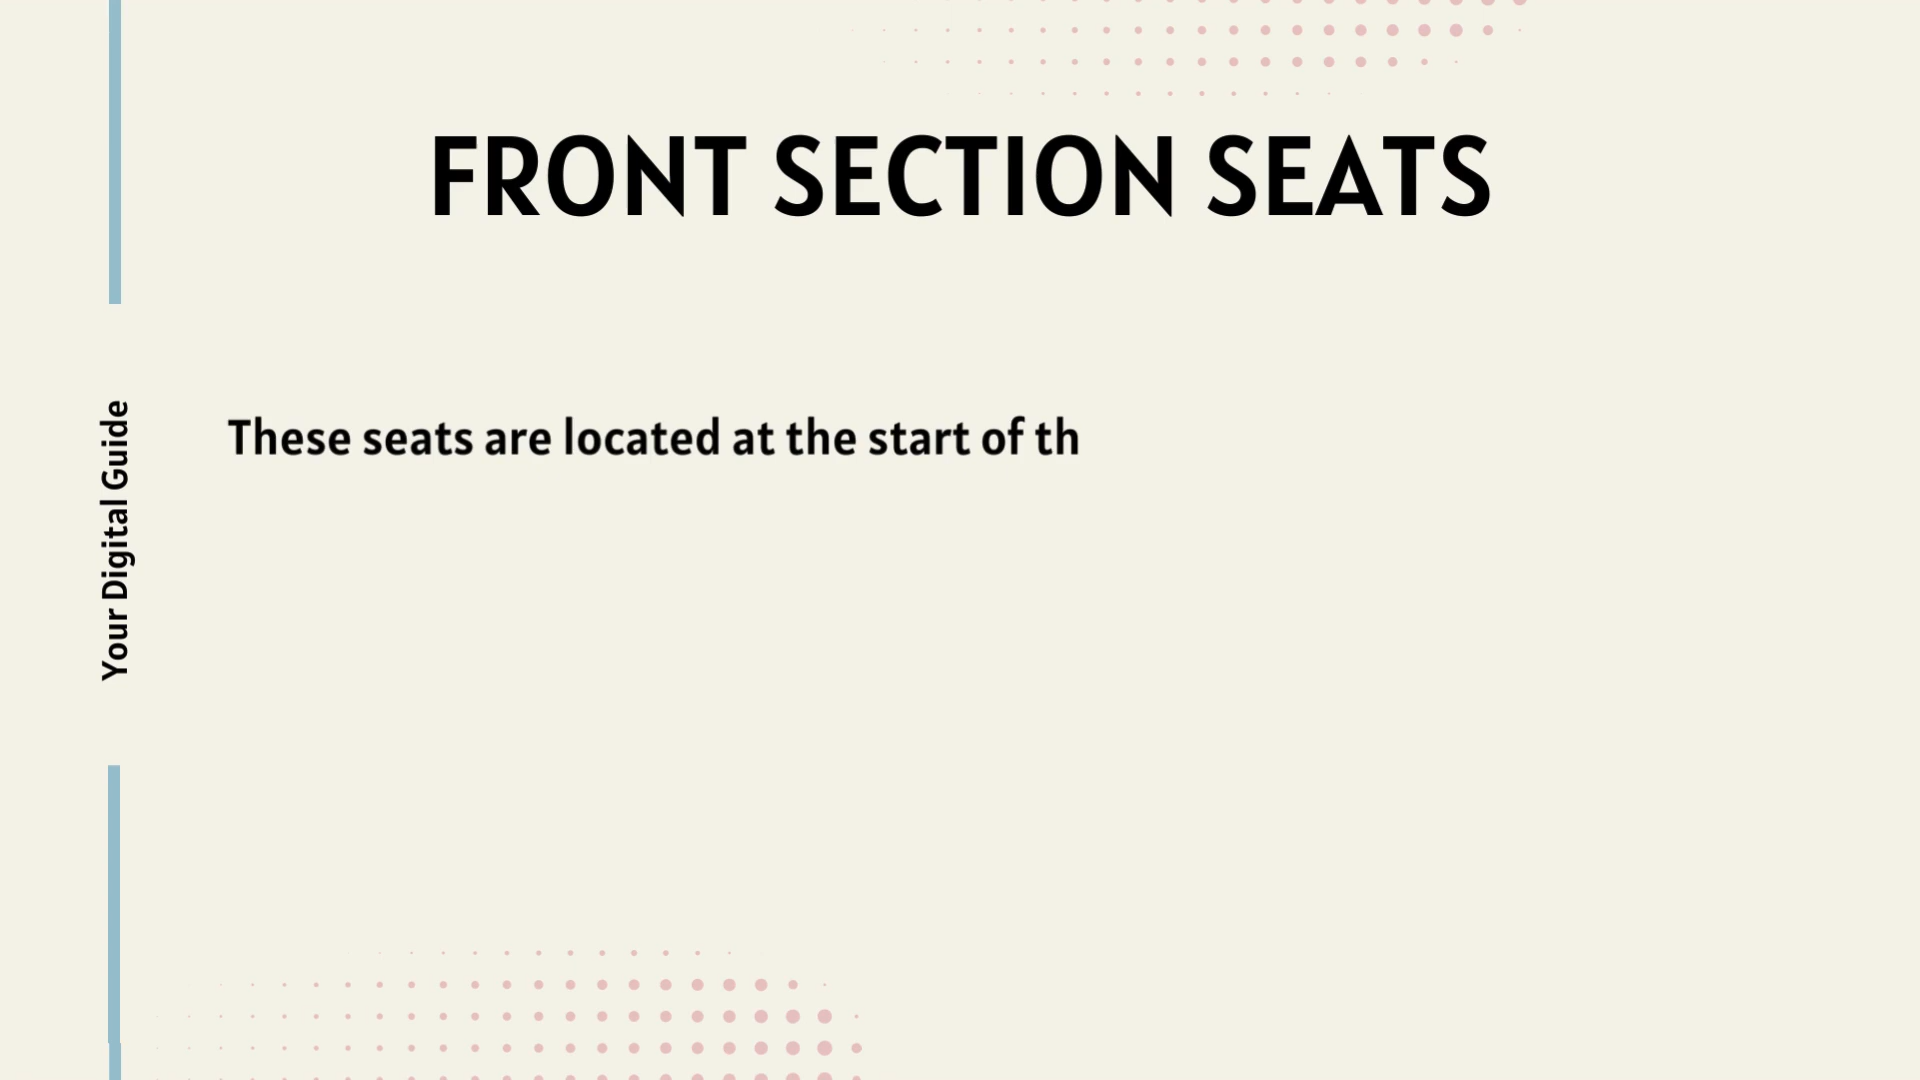 FRONT SECTION SEATS
Your Digital Guide
These seats are located at the start of th